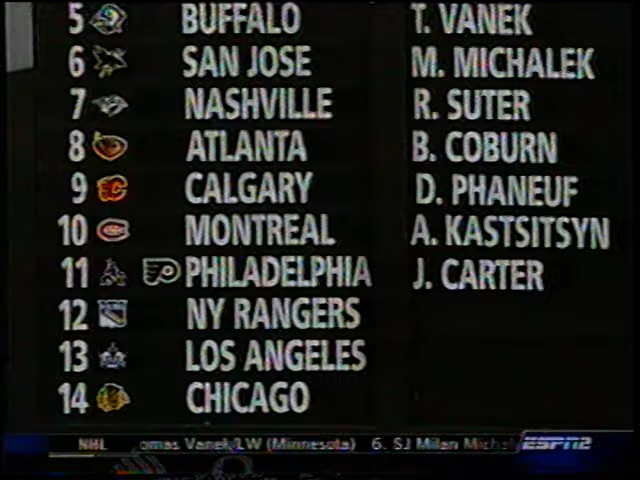 5 BUFFALO T. VANEK
6 SAN JOSE M. MICHALEK
7 NASHVILLE R. SUTER
8 ATLANTA B. COBURN
9 CALGARY D. PHANEUF
10 MONTREAL A. KASTSITSYN
11 PHILADELPHIA J. CARTER
12 NY RANGERS
13 LOS ANGELES
14 CHICAGO
NHL omas Vanek/LW (Minnesota) 6. SJ Milan Micha ESPN2